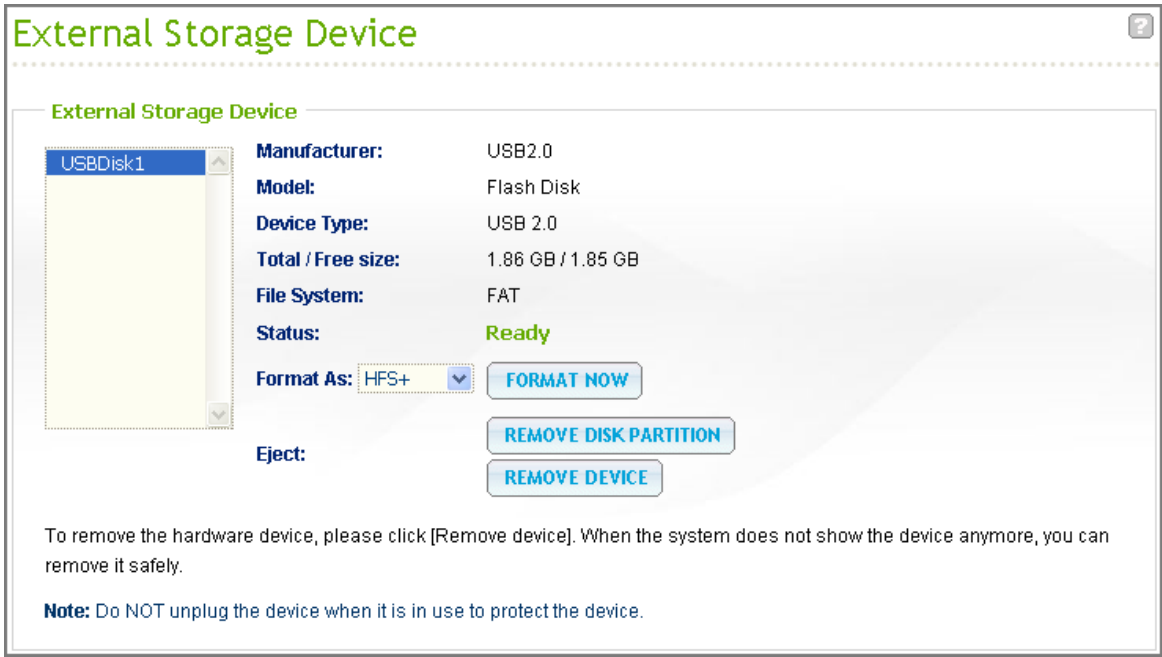 External Storage Device
?
External Storage Device
USBDisk1
Manufacturer: USB2.0
Model: Flash Disk
Device Type: USB 2.0
Total / Free size: 1.86 GB / 1.85 GB
File System: FAT
Status: Ready
Format As: HFS+ FORMAT NOW
REMOVE DISK PARTITION
Eject:
REMOVE DEVICE
To remove the hardware device, please click [Remove device]. When the system does not show the device anymore, you can
remove it safely.
Note: Do NOT unplug the device when it is in use to protect the device.